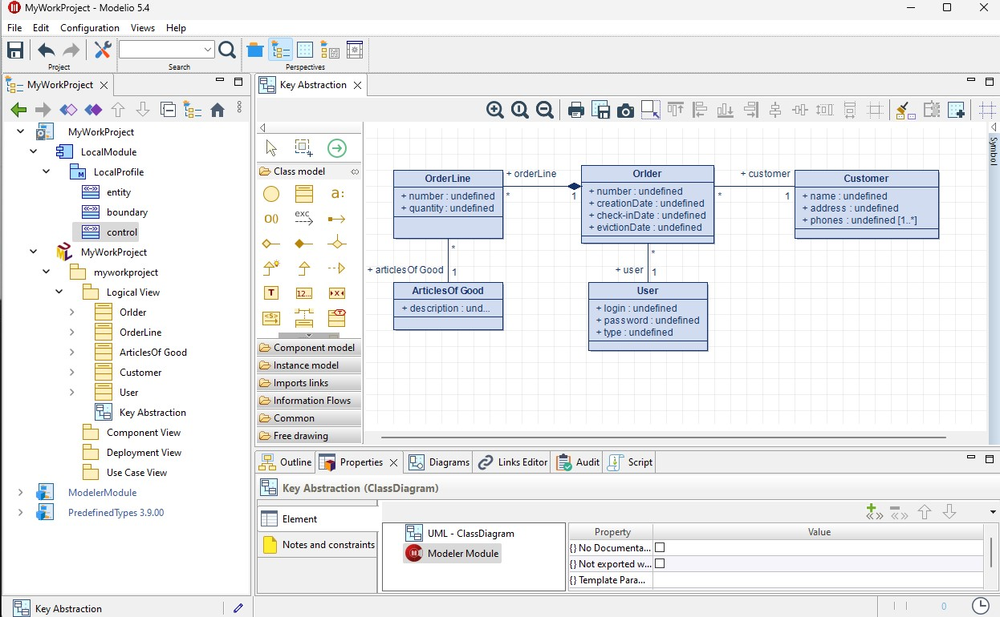 MyWorkProject - Modelio 5.4
File Edit Configuration Views Help
Project
Search
Perspectives
MyWorkProject
MyWorkProject
LocalModule
LocalProfile
entity
boundary
control
MyWorkProject
myworkproject
Logical View
Orlder
OrderLine
ArticlesOf Good
Customer
User
Key Abstraction
Component View
Deployment View
Use Case View
ModelerModule
PredefinedTypes 3.9.00
Key Abstraction
Class model
a:
O()
exc
T
12...
<S>
Component model
Instance model
Imports links
Information Flows
Common
Free drawing
OrderLine
+ number : undefined
+ quantity : undefined
+ orderLine
*
1
Orlder
+ number : undefined
+ creationDate : undefined
+ check-inDate : undefined
+ evictionDate : undefined
+ customer
*
1
Customer
+ name : undefined
+ address : undefined
+ phones : undefined [1..*]
*
+ articlesOf Good
1
ArticlesOf Good
+ description : und...
*
+ user
1
User
+ login : undefined
+ password : undefined
+ type : undefined
Symbol
Outline Properties Diagrams Links Editor Audit Script
Key Abstraction (ClassDiagram)
Element
Notes and constraints
UML - ClassDiagram
Modeler Module
Property Value
{} No Documenta...
{} Not exported w...
{} Template Para...
Key Abstraction
0